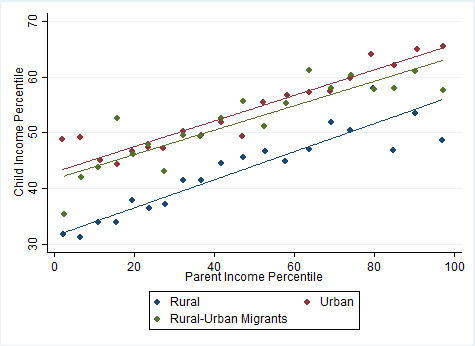 Child Income Percentile
70
60
50
40
30
0 20 40 60 80 100
Parent Income Percentile
Rural Urban
Rural-Urban Migrants